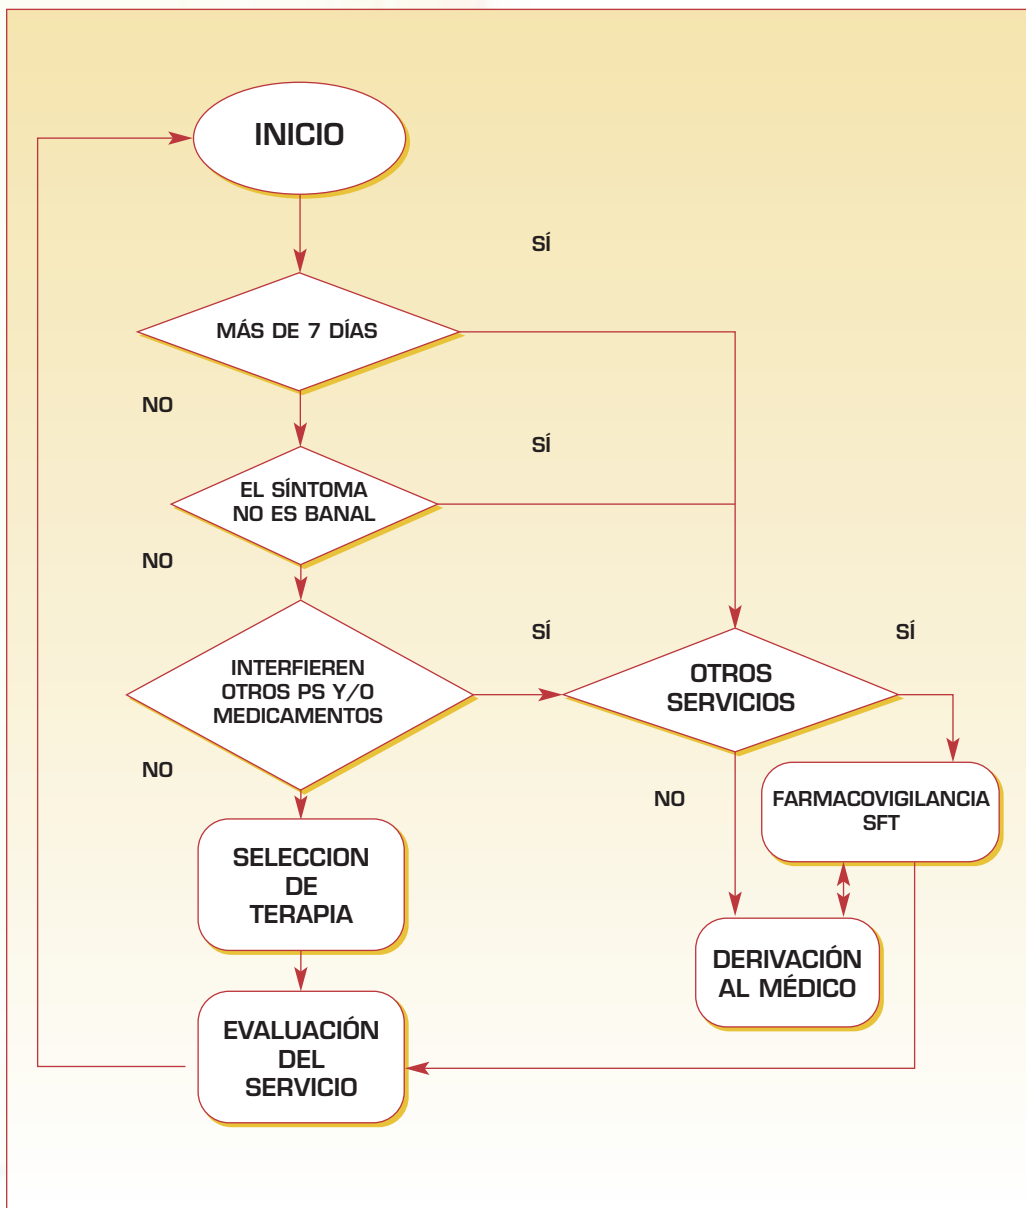 INICIO
SÍ
MÁS DE 7 DÍAS
NO
SÍ
EL SÍNTOMA
NO ES BANAL
NO
SÍ
SÍ
INTERFIEREN
OTROS PS Y/O
MEDICAMENTOS
OTROS
SERVICIOS
NO
NO
FARMACOVIGILANCIA
SFT
SELECCION
DE
TERAPIA
DERIVACIÓN
AL MÉDICO
EVALUACIÓN
DEL
SERVICIO